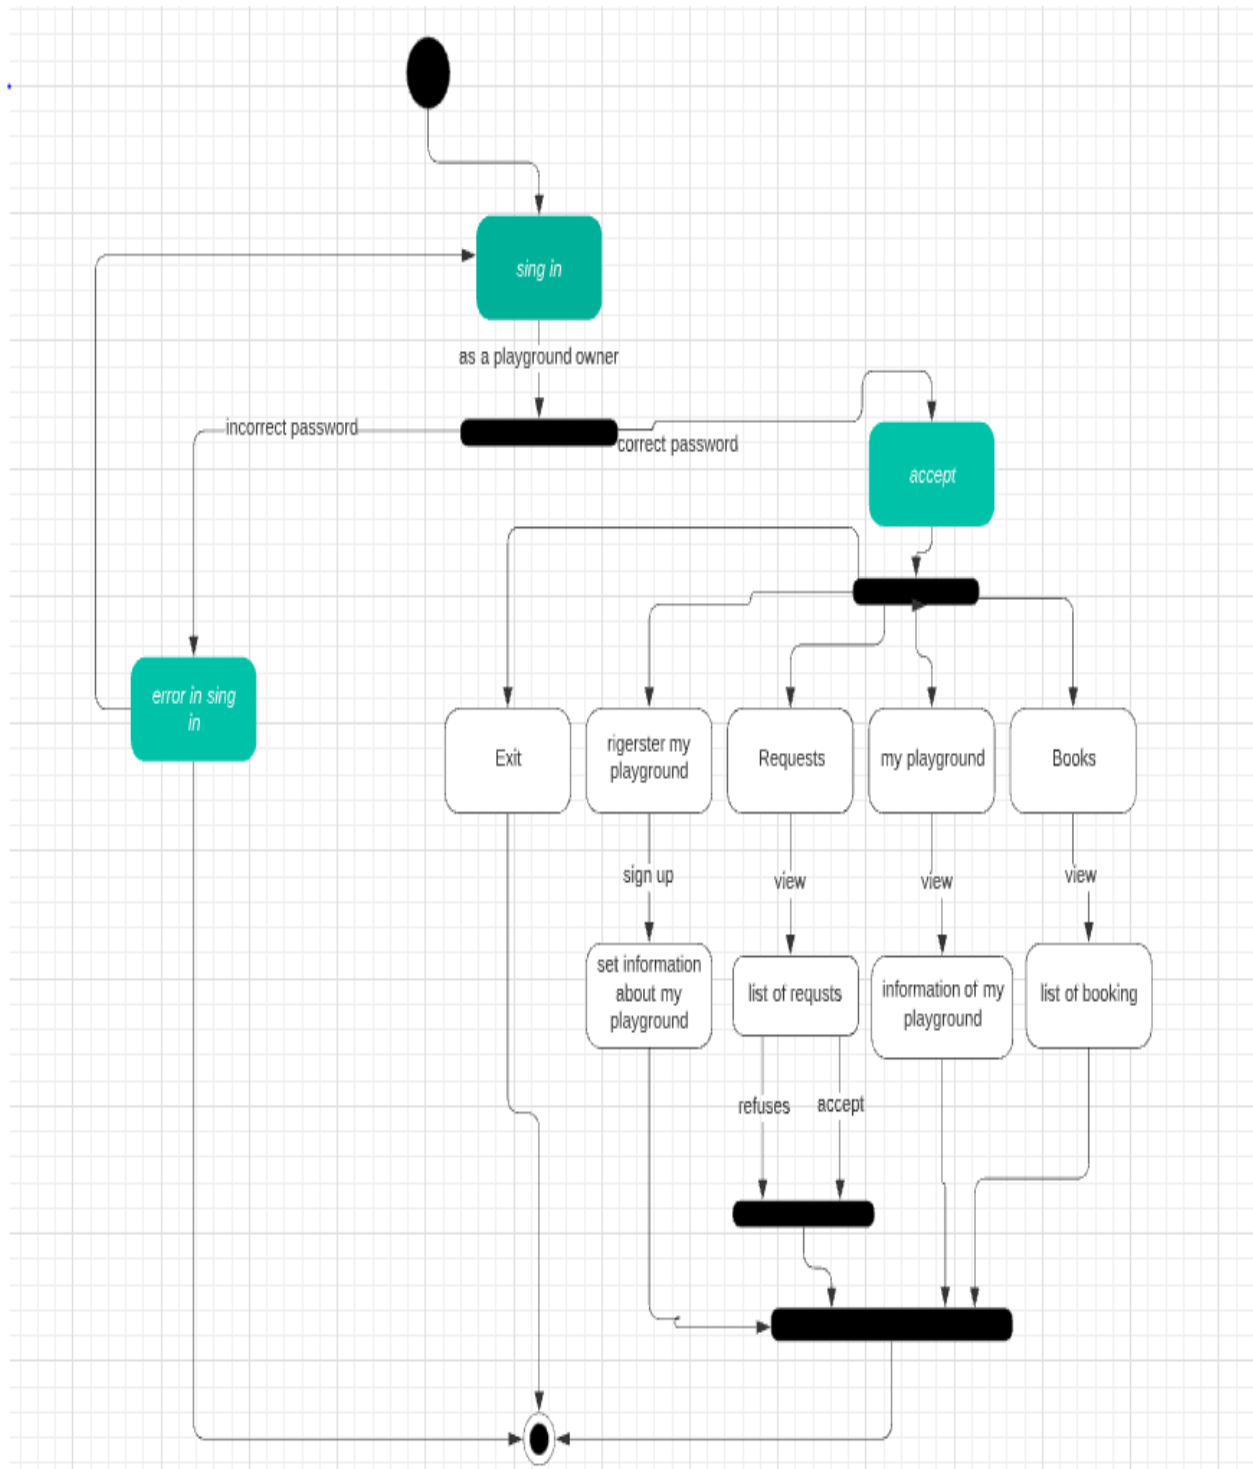 sing in
as a playground owner
incorrect password
correct password
accept
error in sing
in
Exit
rigerster my
playground
Requests
my playground
Books
sign up
view
view
view
set information
about my
playground
list of requsts
information of my
playground
list of booking
refuses
accept